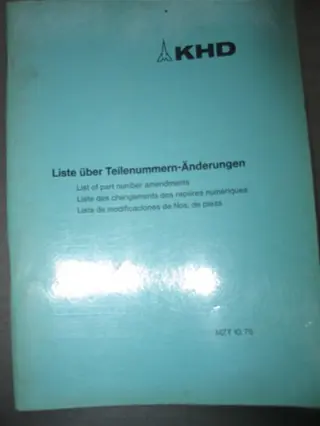 KHD
Liste über Teilenummern-Änderungen
List of part number amendments
Liste des changements des repères numériques
Liste de modificaciones de Nos. de pieza